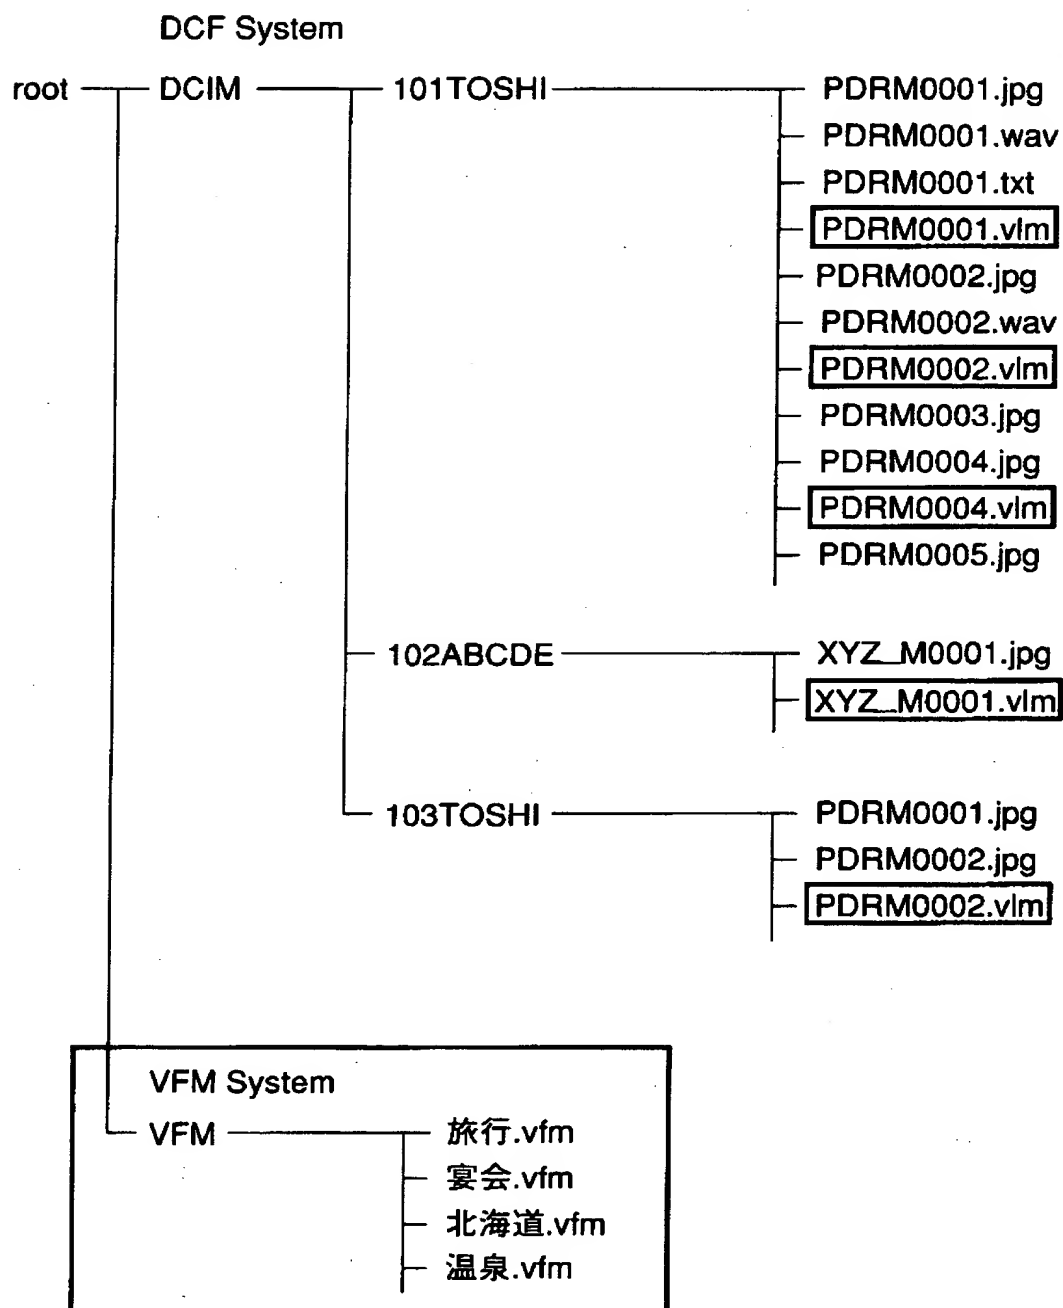 DCF System
root DCIM 101TOSHI PDRM0001.jpg
PDRM0001.wav
PDRM0001.txt
PDRM0001.vlm
PDRM0002.jpg
PDRM0002.wav
PDRM0002.vlm
PDRM0003.jpg
PDRM0004.jpg
PDRM0004.vlm
PDRM0005.jpg
102ABCDE XYZ_M0001.jpg
XYZ_M0001.vlm
103TOSHI PDRM0001.jpg
PDRM0002.jpg
PDRM0002.vlm
VFM System
VFM 旅行.vfm
宴会.vfm
北海道.vfm
温泉.vfm